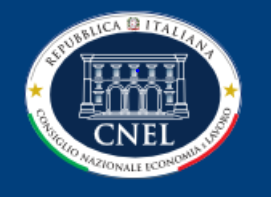 REPUBBLICA ITALIANA
CNEL
CONSIGLIO NAZIONALE ECONOMIA E LAVORO